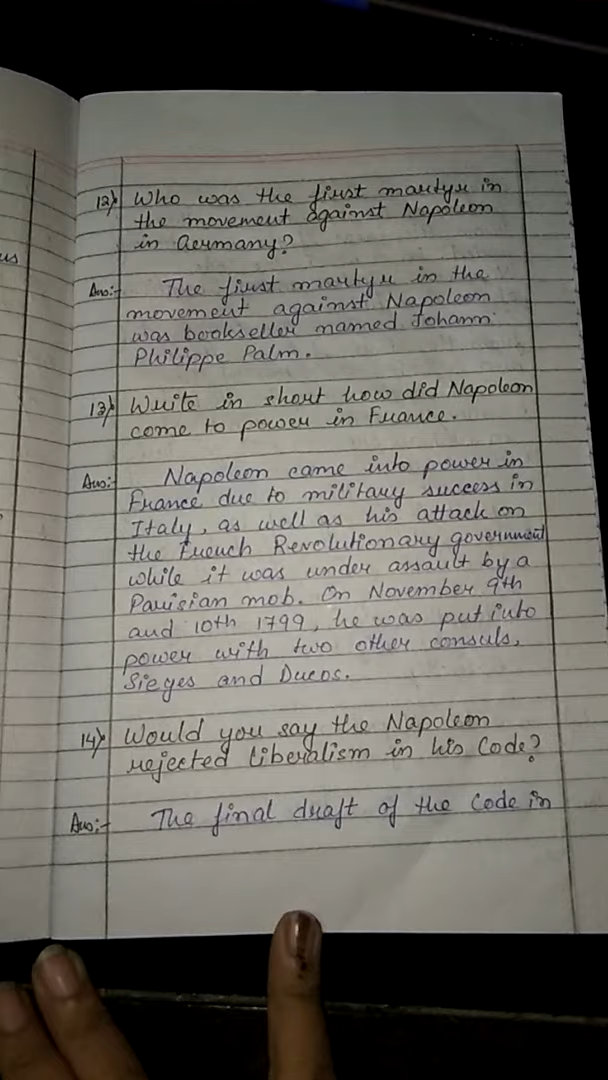 us
12) Who was the first martyr in
the movement against Napoleon
in Germany?
Ans:- The first martyr in the
movement against Napoleon
was bookseller named Johann
Philippe Palm.
13) Write in short how did Napoleon
come to power in France.
Ans:- Napoleon came into power in
France due to military success in
Italy, as well as his attack on
the French Revolutionary government
while it was under assault by a
Parisian mob. On November 9th
and 10th 1799, he was put into
power with two other consuls,
Sieges and Ducos.
14) Would you say the Napoleon
rejected liberalism in his Code?
Ans:- The final draft of the Code in